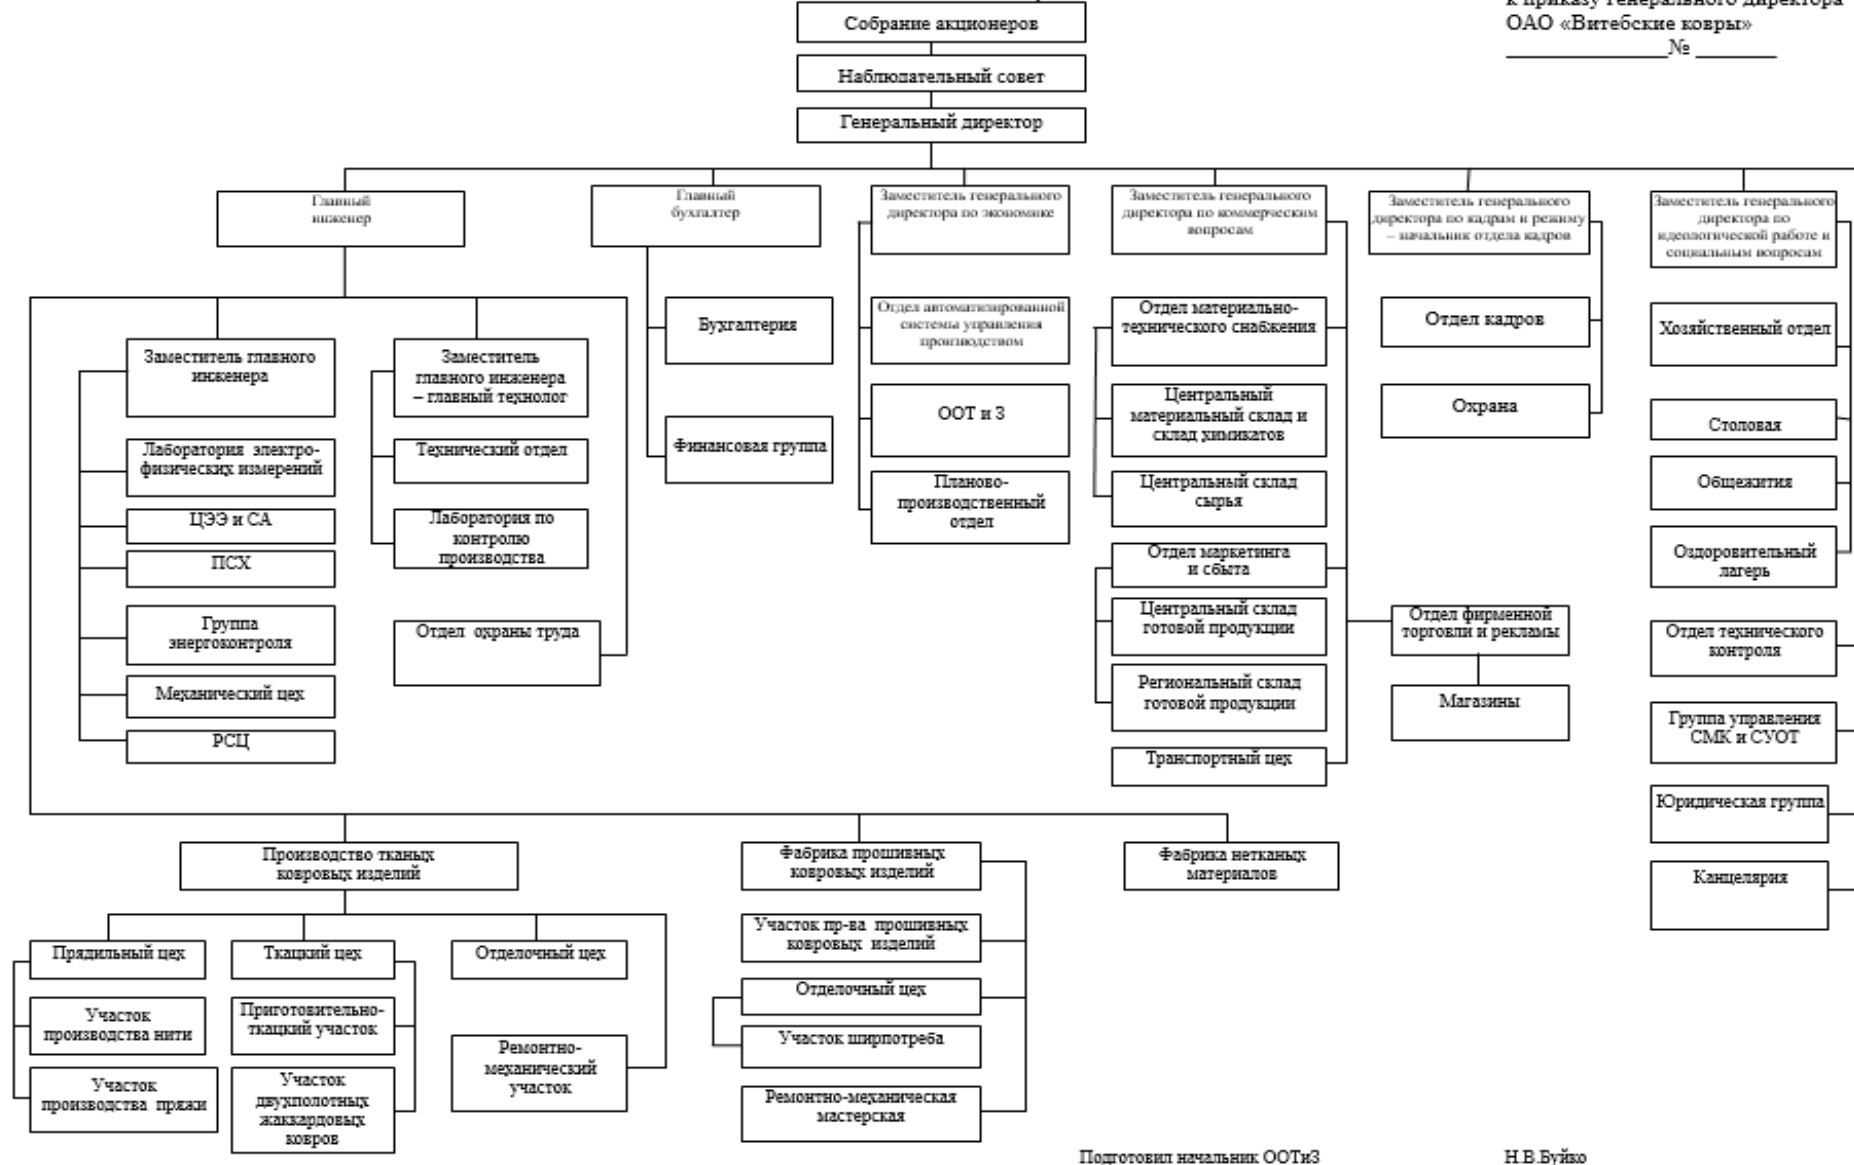 к приказу генерального директора
ОАО «Витебские ковры»
№
Собрание акционеров
Наблюдательный совет
Генеральный директор
Главный
инженер
Главный
бухгалтер
Заместитель генерального
директора по экономике
Заместитель генерального
директора по коммерческим
вопросам
Заместитель генерального
директора по кадрам и режиму
– начальник отдела кадров
Заместитель генерального
директора по
идеологической работе и
социальным вопросам
Заместитель главного
инженера
Лаборатория электро-
физических измерений
ЦЭЭ и СА
ПСХ
Группа
энергоконтроля
Механический цех
РСЦ
Заместитель
главного инженера
– главный технолог
Технический отдел
Лаборатория по
контролю
производства
Отдел охраны труда
Бухгалтерия
Финансовая группа
Отдел автоматизированной
системы управления
производством
ООТ и З
Планово-
производственный
отдел
Отдел материально-
технического снабжения
Центральный
материальный склад и
склад химикатов
Центральный склад
сырья
Отдел маркетинга
и сбыта
Центральный склад
готовой продукции
Региональный склад
готовой продукции
Транспортный цех
Отдел кадров
Охрана
Отдел фирменной
торговли и рекламы
Магазины
Хозяйственный отдел
Столовая
Общежития
Оздоровительный
лагерь
Отдел технического
контроля
Группа управления
СМК и СУОТ
Юридическая группа
Канцелярия
Производство тканых
ковровых изделий
Прядильный цех
Участок
производства нити
Участок
производства пряжи
Ткацкий цех
Приготовительно-
ткацкий участок
Участок
двухполотных
жаккардовых
ковров
Отделочный цех
Ремонтно-
механический
участок
Фабрика прошивных
ковровых изделий
Участок пр-ва прошивных
ковровых изделий
Отделочный цех
Участок ширпотреба
Ремонтно-механическая
мастерская
Фабрика нетканых
материалов
Подготовил начальник ООТиЗ Н.В.Буйко